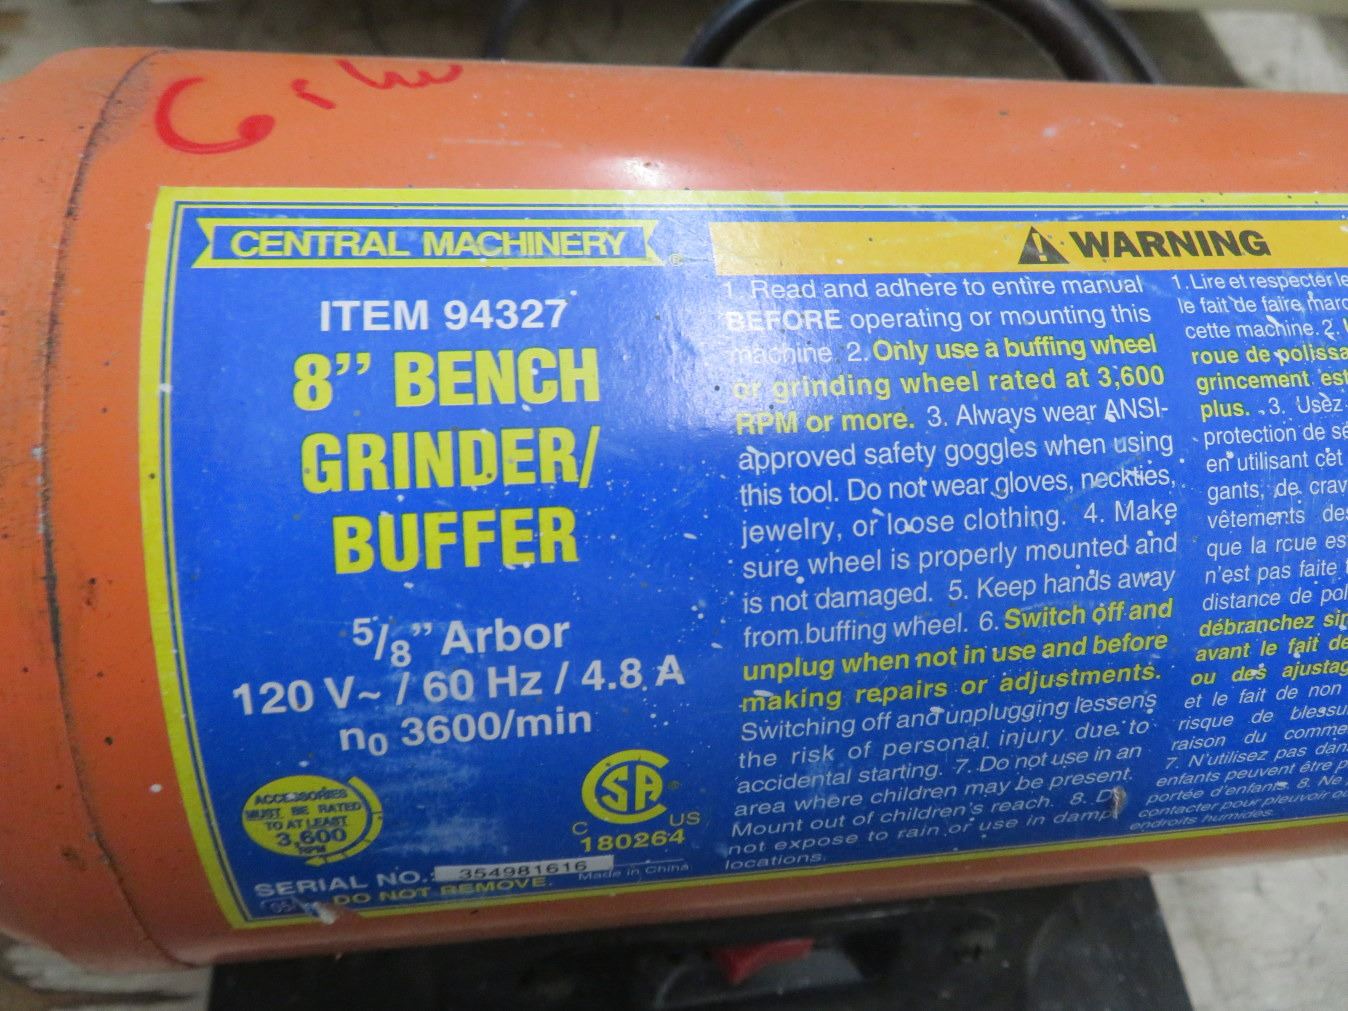 CENTRAL MACHINERY
ITEM 94327
8" BENCH
GRINDER/
BUFFER
5/8" Arbor
120 V~ / 60 Hz / 4.8 A
n0 3600/min
ACCESSORIES
MUST BE RATED
TO AT LEAST
3,600
RPM
SA
®
C US
180264
SERIAL NO.: 354981616
DO NOT REMOVE.
Made in China
WARNING
1. Read and adhere to entire manual
BEFORE operating or mounting this
machine. 2. Only use a buffing wheel
or grinding wheel rated at 3,600
RPM or more. 3. Always wear ANSI-
approved safety goggles when using
this tool. Do not wear gloves, neckties,
jewelry, or loose clothing. 4. Make
sure wheel is properly mounted and
is not damaged. 5. Keep hands away
from buffing wheel. 6. Switch off and
unplug when not in use and before
making repairs or adjustments.
Switching off and unplugging lessens
the risk of personal injury due to
accidental starting. 7. Do not use in an
area where children may be present.
Mount out of children's reach. 8. Do
not expose to rain or use in damp
locations.
1. Lire et respecter
le fait de faire
cette machine. 2.
roue de
grincement
plus. 3. Usez
protection de
en utilisant cet
gants, de
vêtements
que la rcue
n'est pas faite
distance de
débranchez
avant le fait de
ou des
et le fait de non
risque de
raison du
7. N'utilisez pas
enfants peuvent être
portée d'enfants. 8. Ne
contacter pour pleuvoir
endroits humides.